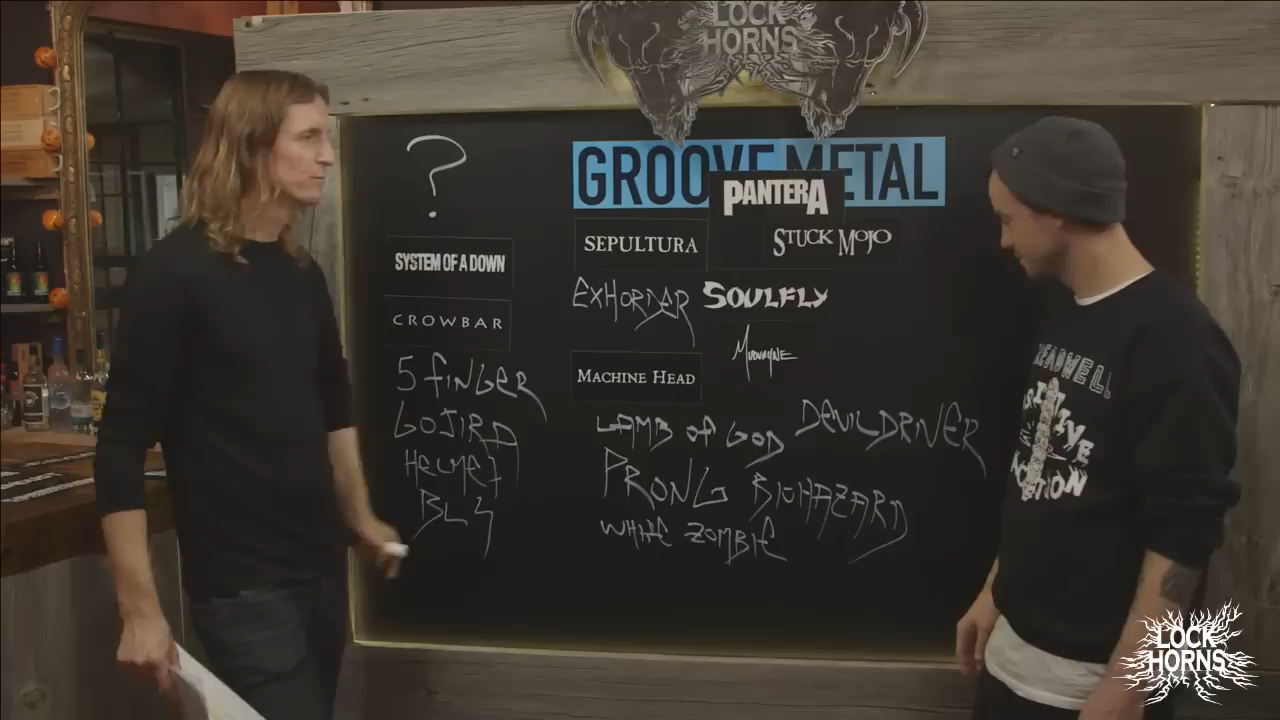 LOCK
HORNS
?
GROOVE METAL
PANTERA
SYSTEM OF A DOWN
SEPULTURA
STUCK MOJO
CROWBAR
EXHORDER
SOULFLY
MUDVAYNE
5 FINGER
MACHINE HEAD
GOJIRA
LAMB OF GOD
DEVILDRIVER
HELMET
PRONG
BIOHAZARD
BLS
WHITE ZOMBIE
LOCK
HORNS